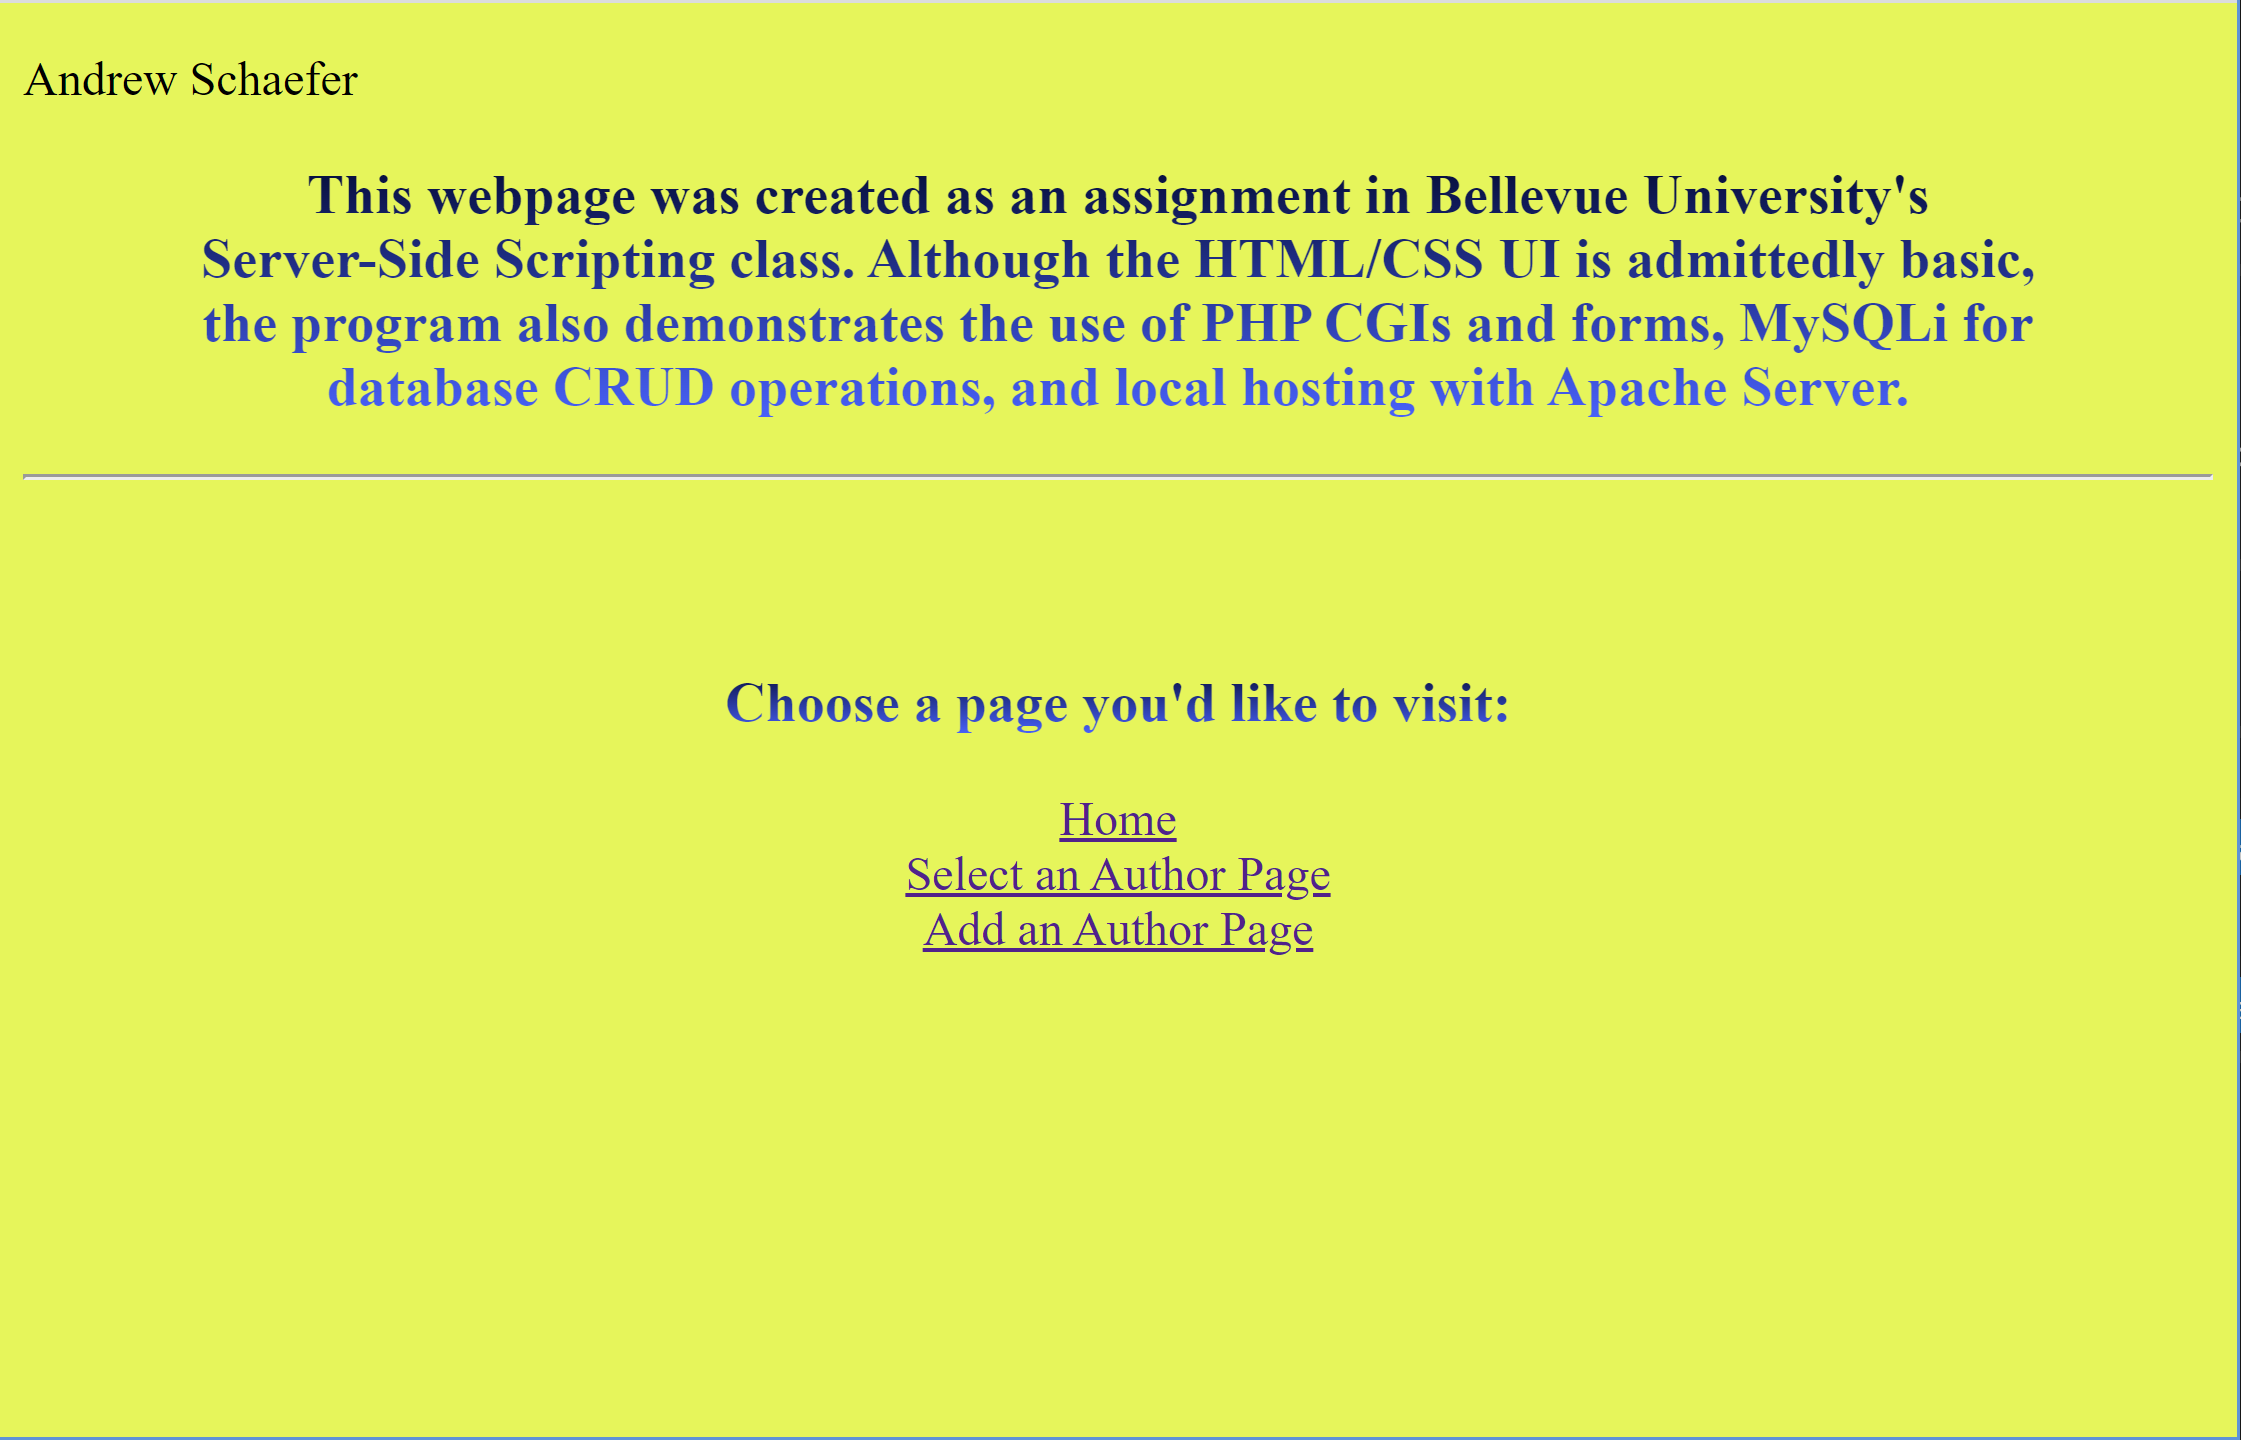 Andrew Schaefer
This webpage was created as an assignment in Bellevue University's
Server-Side Scripting class. Although the HTML/CSS UI is admittedly basic,
the program also demonstrates the use of PHP CGIs and forms, MySQLi for
database CRUD operations, and local hosting with Apache Server.
Choose a page you'd like to visit:
Home
Select an Author Page
Add an Author Page